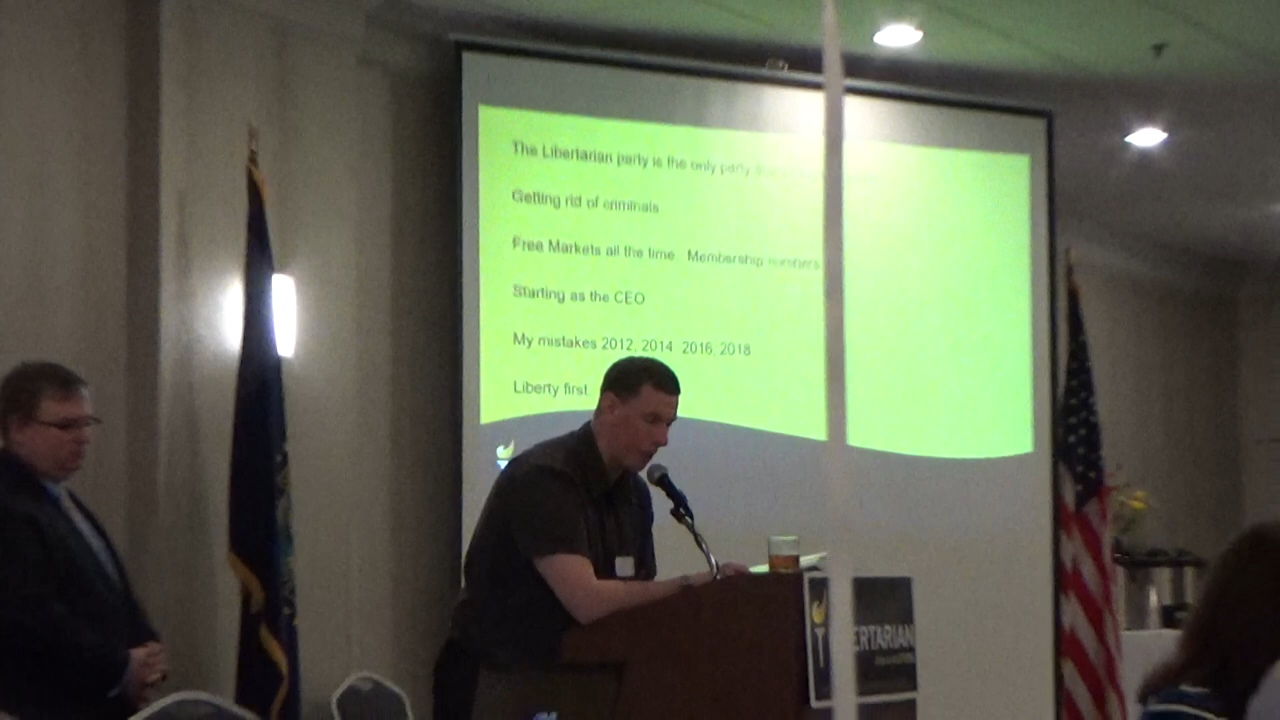 The Libertarian party is the only party
Getting rid of criminals
Free Markets all the time. Membership numbers
Starting as the CEO
My mistakes 2012, 2014 2016, 2018
Liberty first.
ERTARIAN